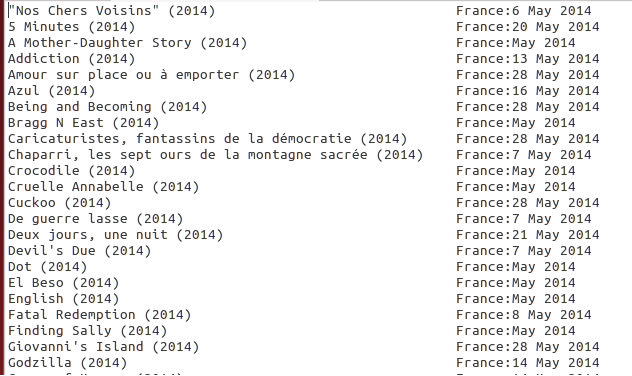 "Nos Chers Voisins" (2014) France:6 May 2014
5 Minutes (2014) France:20 May 2014
A Mother-Daughter Story (2014) France:May 2014
Addiction (2014) France:13 May 2014
Amour sur place ou à emporter (2014) France:28 May 2014
Azul (2014) France:16 May 2014
Being and Becoming (2014) France:28 May 2014
Bragg N East (2014) France:May 2014
Caricaturistes, fantassins de la démocratie (2014) France:28 May 2014
Chaparri, les sept ours de la montagne sacrée (2014) France:7 May 2014
Crocodile (2014) France:May 2014
Cruelle Annabelle (2014) France:May 2014
Cuckoo (2014) France:28 May 2014
De guerre lasse (2014) France:7 May 2014
Deux jours, une nuit (2014) France:21 May 2014
Devil's Due (2014) France:7 May 2014
Dot (2014) France:May 2014
El Beso (2014) France:May 2014
English (2014) France:May 2014
Fatal Redemption (2014) France:8 May 2014
Finding Sally (2014) France:May 2014
Giovanni's Island (2014) France:28 May 2014
Godzilla (2014) France:14 May 2014